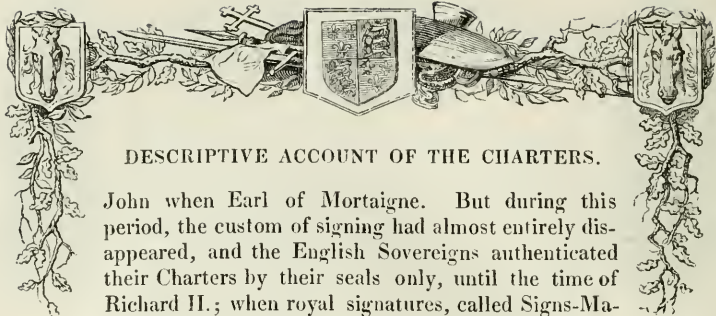 DESCRIPTIVE ACCOUNT OF THE CHARTERS.
John when Earl of Mortaigne. But during this
period, the custom of signing had almost entirely dis-
appeared, and the English Sovereigns authenticated
their Charters by their seals only, until the time of
Richard II.; when royal signatures, called Signs-Ma-